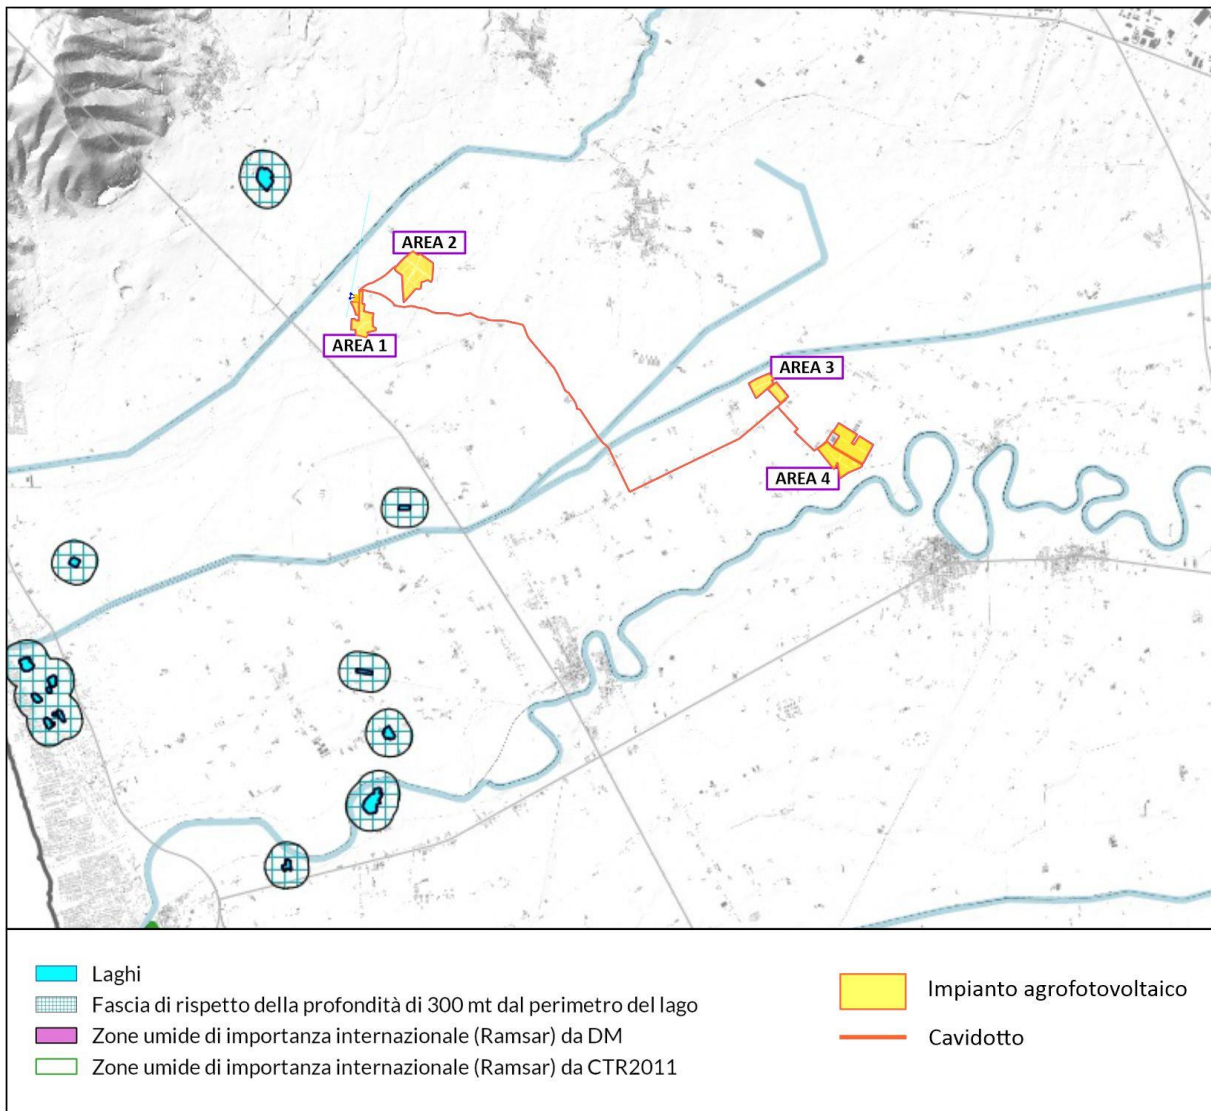 AREA 2
AREA 1
AREA 3
AREA 4
Laghi
Fascia di rispetto della profondità di 300 mt dal perimetro del lago
Zone umide di importanza internazionale (Ramsar) da DM
Zone umide di importanza internazionale (Ramsar) da CTR2011
Impianto agrofotovoltaico
Cavidotto